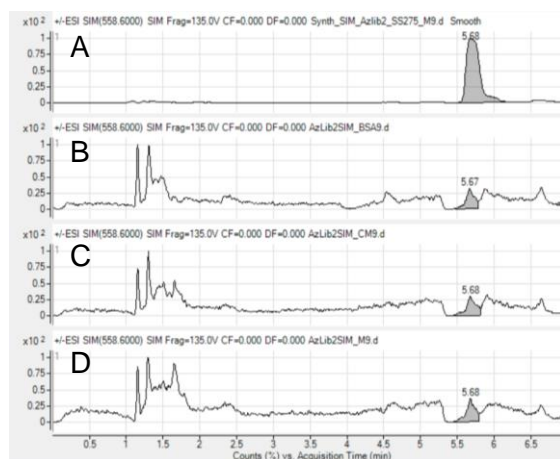 x10 2 +/-ESI SIM(558.6000) SIM Frag=135.0V CF=0.000 DF=0.000 Synth_SIM_Azlib2_SS275_M9.d Smooth
1
A
5.68
1
0.75
0.5
0.25
0
x10 2 +/-ESI SIM(558.6000) SIM Frag=135.0V CF=0.000 DF=0.000 AzLib2SIM_BSA9.d
1
B
5.67
1
0.75
0.5
0.25
0
x10 2 +/-ESI SIM(558.6000) SIM Frag=135.0V CF=0.000 DF=0.000 AzLib2SIM_CM9.d
1
C
5.68
1
0.75
0.5
0.25
0
x10 2 +/-ESI SIM(558.6000) SIM Frag=135.0V CF=0.000 DF=0.000 AzLib2SIM_M9.d
1
D
5.68
1
0.75
0.5
0.25
0
0.5 1 1.5 2 2.5 3 3.5 4 4.5 5 5.5 6 6.5
Counts (%) vs. Acquisition Time (min)